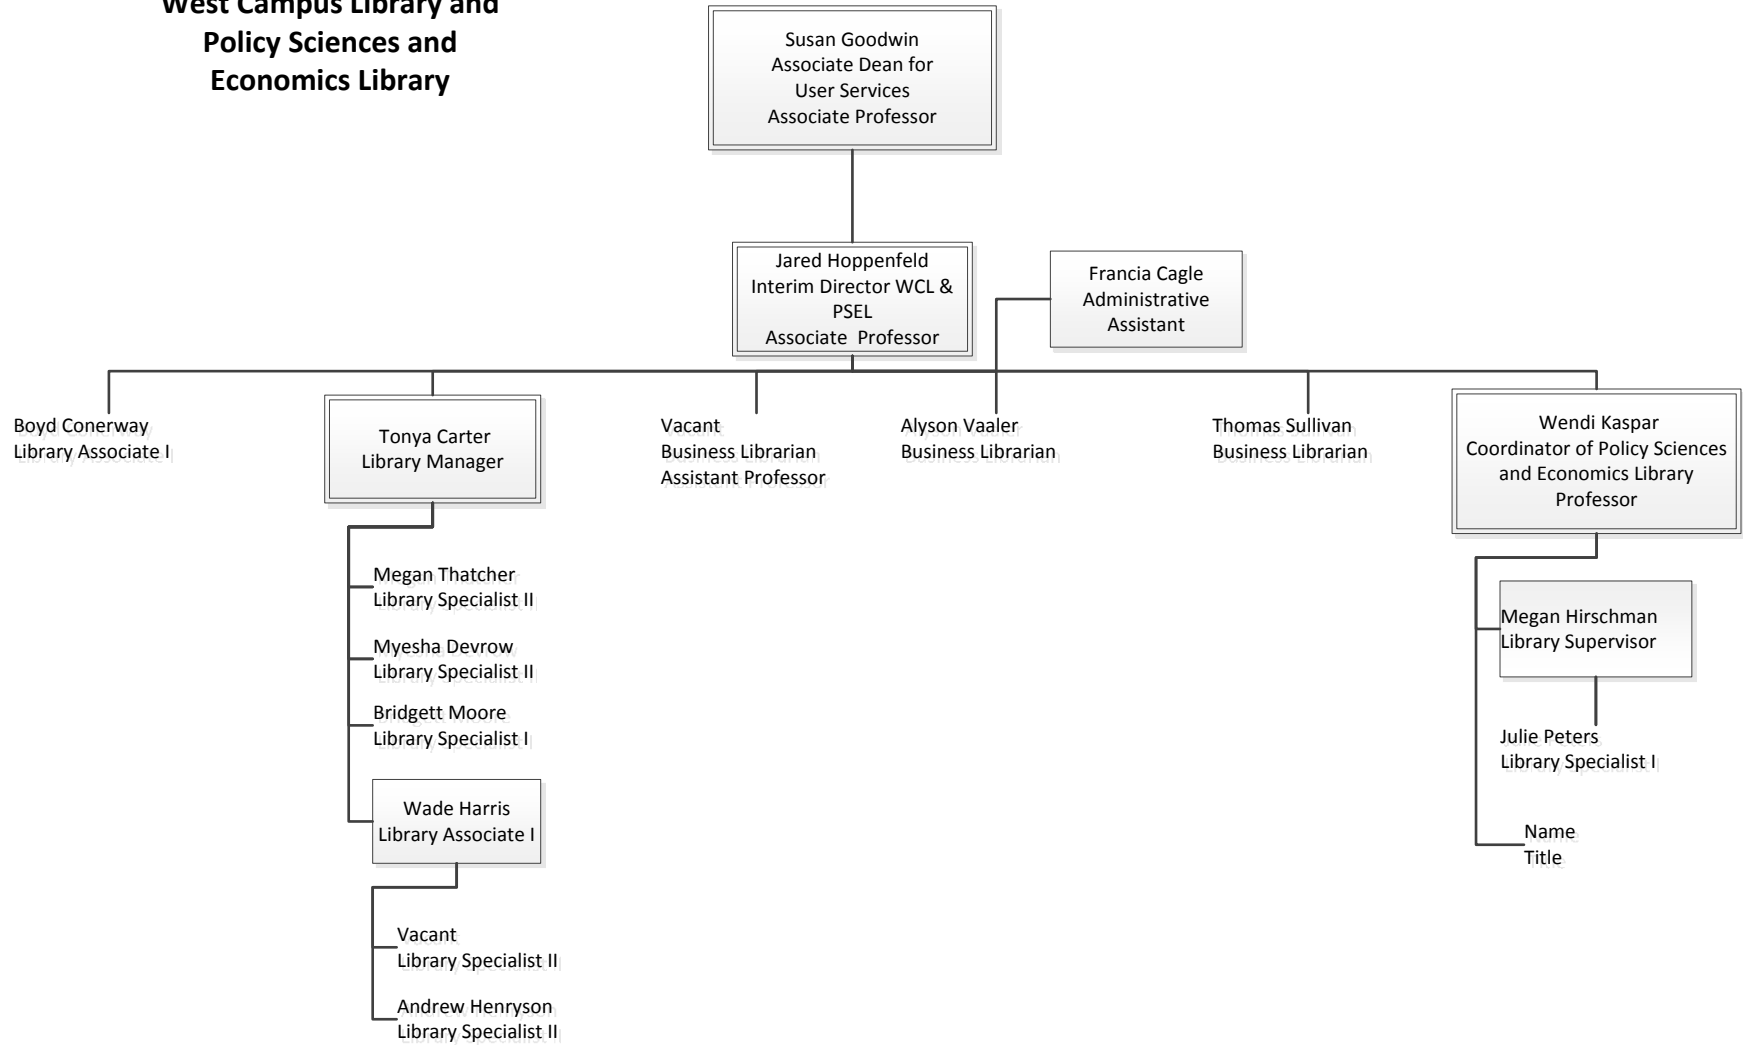 West Campus Library and
Policy Sciences and
Economics Library
Susan Goodwin
Associate Dean for
User Services
Associate Professor
Jared Hoppenfeld
Interim Director WCL &
PSEL
Associate  Professor
Francia Cagle
Administrative
Assistant
Boyd Conerway
Library Associate I
Tonya Carter
Library Manager
Vacant
Business Librarian
Assistant Professor
Alyson Vaaler
Business Librarian
Thomas Sullivan
Business Librarian
Wendi Kaspar
Coordinator of Policy Sciences
and Economics Library
Professor
Megan Thatcher
Library Specialist II
Myesha Devrow
Library Specialist II
Bridgett Moore
Library Specialist I
Wade Harris
Library Associate I
Vacant
Library Specialist II
Andrew Henryson
Library Specialist II
Megan Hirschman
Library Supervisor
Julie Peters
Library Specialist I
Name
Title